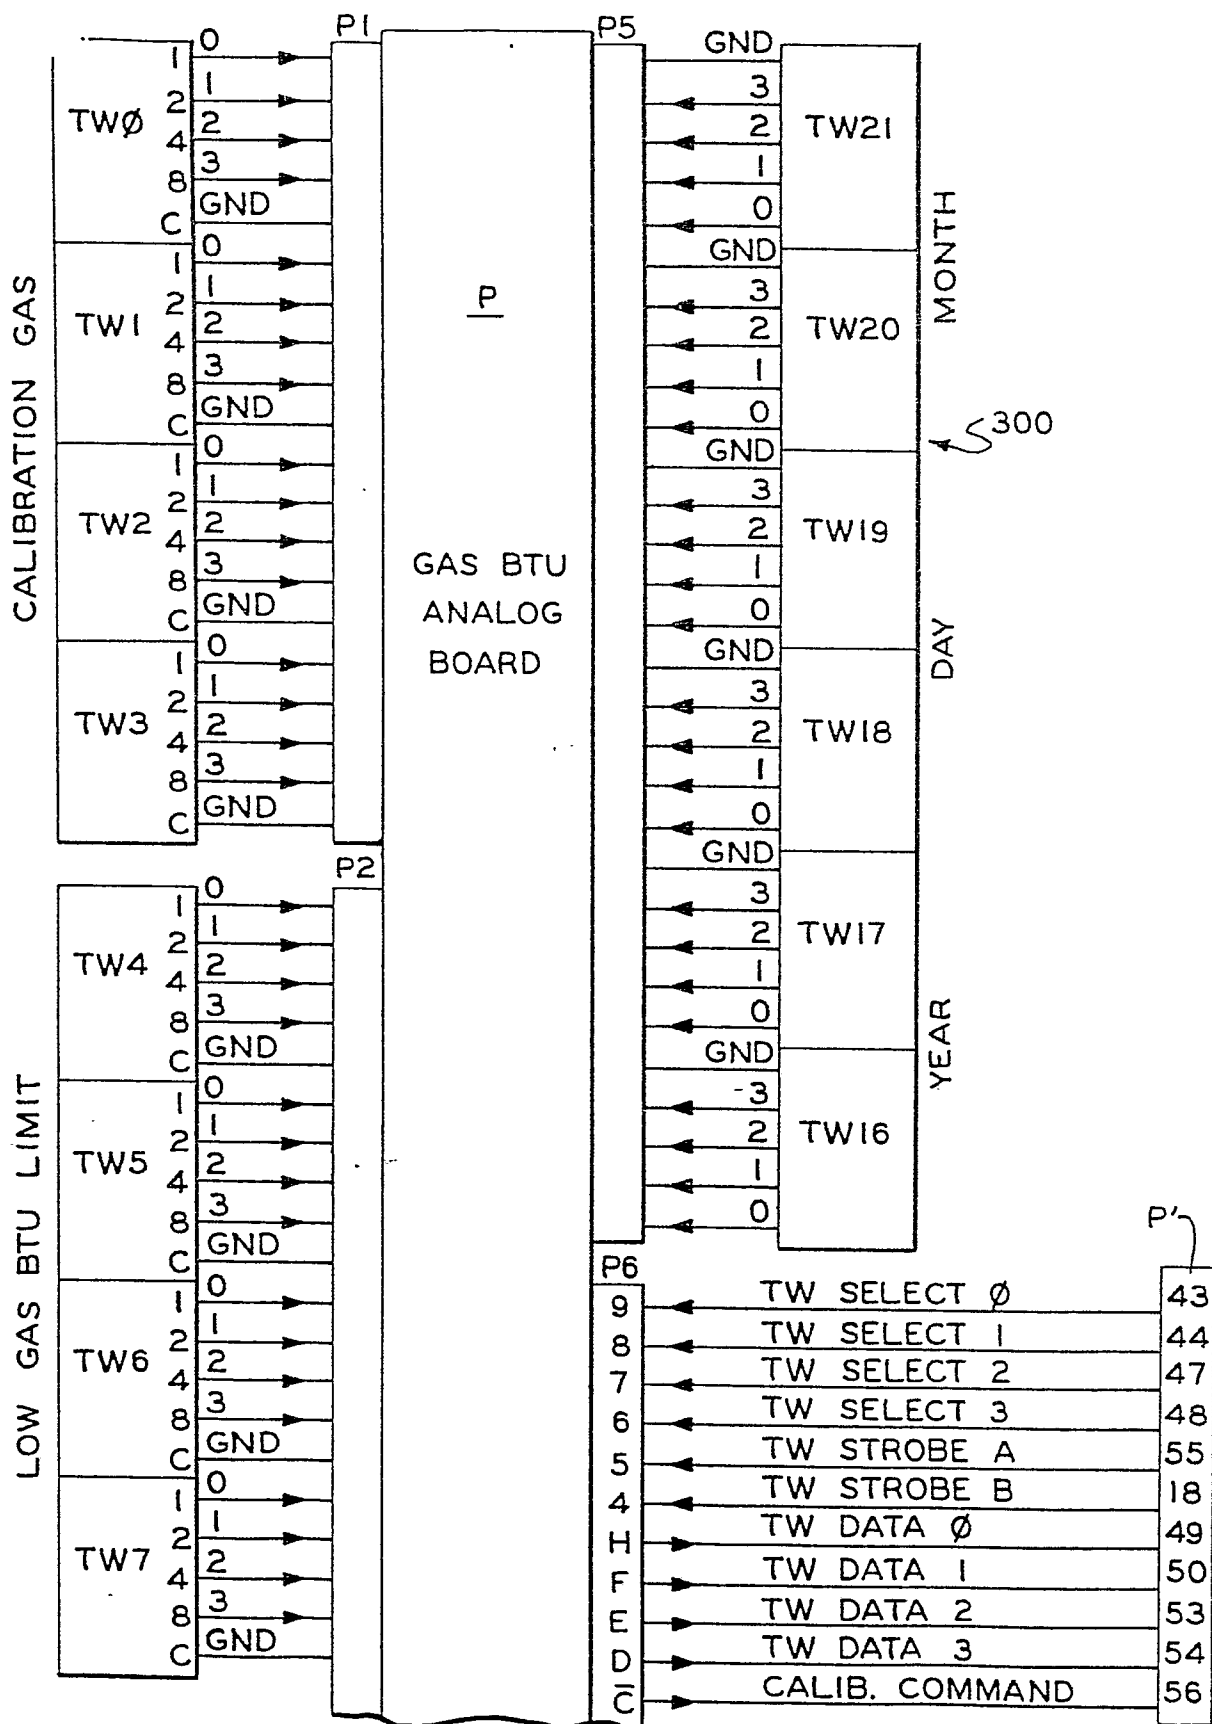 CALIBRATION GAS
TWØ
1 0
2 1
4 2
8 3
C GND
TW1
1 0
2 1
4 2
8 3
C GND
TW2
1 0
2 1
4 2
8 3
C GND
TW3
1 0
2 1
4 2
8 3
C GND
LOW GAS BTU LIMIT
TW4
1 0
2 1
4 2
8 3
C GND
TW5
1 0
2 1
4 2
8 3
C GND
TW6
1 0
2 1
4 2
8 3
C GND
TW7
1 0
2 1
4 2
8 3
C GND
P1
P2
P
GAS BTU
ANALOG
BOARD
P5
GND
3
2
1
0
TW21
GND
3
2
1
0
TW20
MONTH
300
GND
3
2
1
0
TW19
GND
3
2
1
0
TW18
DAY
GND
3
2
1
0
TW17
GND
3
2
1
0
TW16
YEAR
P6
P'
9 TW SELECT Ø 43
8 TW SELECT 1 44
7 TW SELECT 2 47
6 TW SELECT 3 48
5 TW STROBE A 55
4 TW STROBE B 18
H TW DATA Ø 49
F TW DATA 1 50
E TW DATA 2 53
D TW DATA 3 54
C̅ CALIB. COMMAND 56